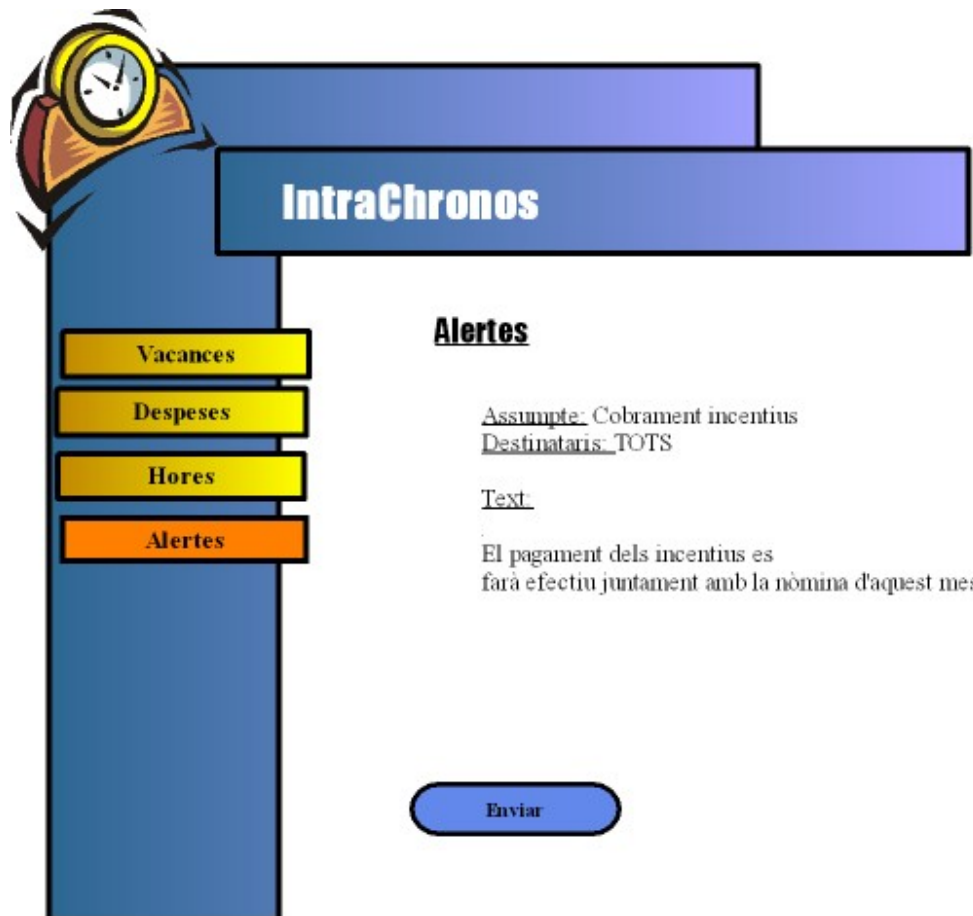 IntraChronos
Vacances
Despeses
Hores
Alertes
Alertes
Assumpte: Cobrament incentius
Destinataris: TOTS
Text:
El pagament dels incentius es
farà efectiu juntament amb la nòmina d'aquest mes
Enviar